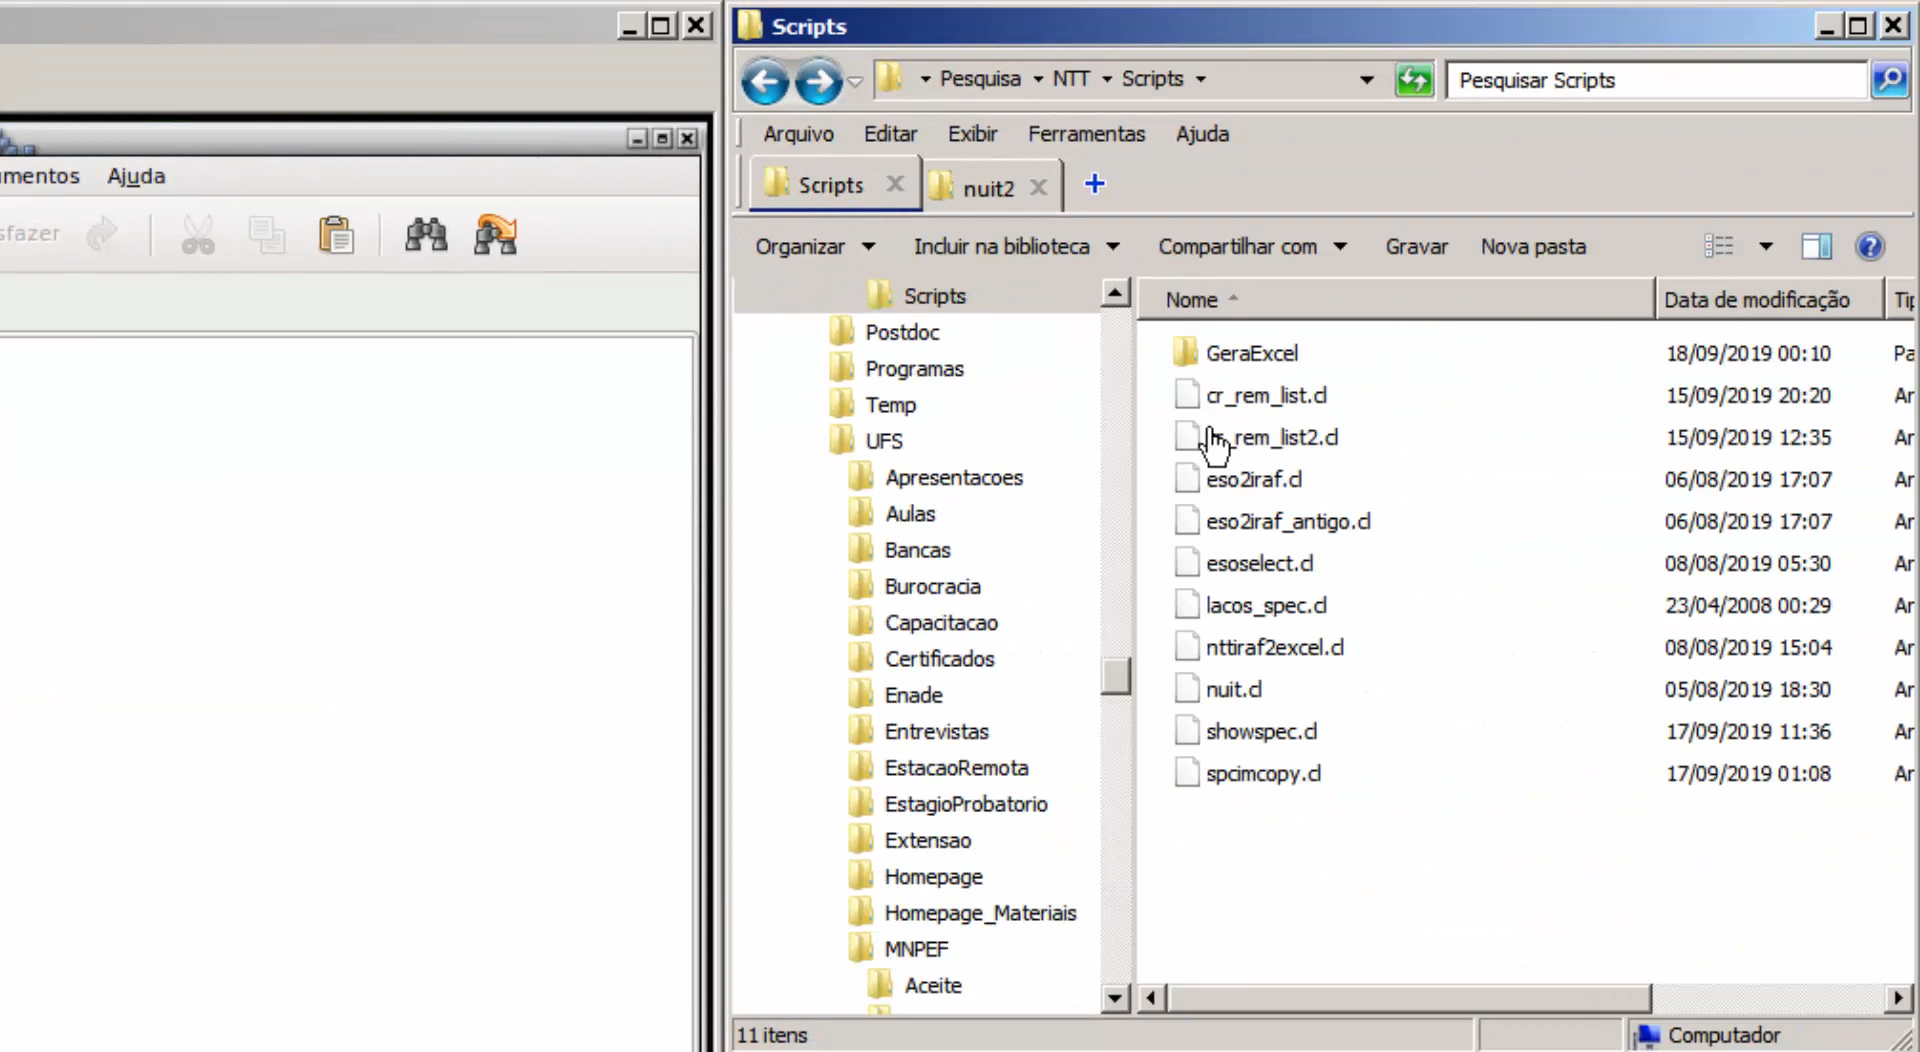 Scripts
Pesquisa NTT Scripts
Pesquisar Scripts
Arquivo Editar Exibir Ferramentas Ajuda
Ajuda
Scripts nuit2
Organizar Incluir na biblioteca Compartilhar com Gravar Nova pasta
Scripts
Postdoc
Programas
Temp
UFS
Apresentacoes
Aulas
Bancas
Burocracia
Capacitacao
Certificados
Enade
Entrevistas
EstacaoRemota
EstagioProbatorio
Extensao
Homepage
Homepage_Materiais
MNPEF
Aceite
Nome Data de modificação
GeraExcel 18/09/2019 00:10
cr_rem_list.cl 15/09/2019 20:20
_rem_list2.cl 15/09/2019 12:35
eso2iraf.cl 06/08/2019 17:07
eso2iraf_antigo.cl 06/08/2019 17:07
esoselect.cl 08/08/2019 05:30
lacos_spec.cl 23/04/2008 00:29
nttiraf2excel.cl 08/08/2019 15:04
nuit.cl 05/08/2019 18:30
showspec.cl 17/09/2019 11:36
spcimcopy.cl 17/09/2019 01:08
11 itens
Computador